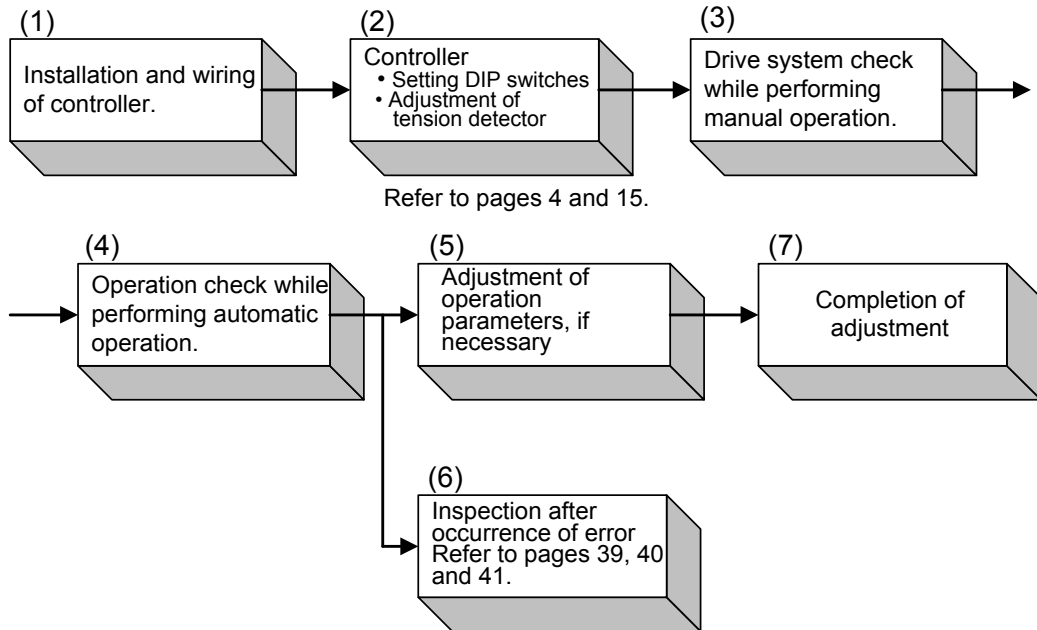 (1)
Installation and wiring
of controller.
(2)
Controller
• Setting DIP switches
• Adjustment of
tension detector
(3)
Drive system check
while performing
manual operation.
Refer to pages 4 and 15.
(4)
Operation check while
performing automatic
operation.
(5)
Adjustment of
operation
parameters, if
necessary
(7)
Completion of
adjustment
(6)
Inspection after
occurrence of error
Refer to pages 39, 40
and 41.